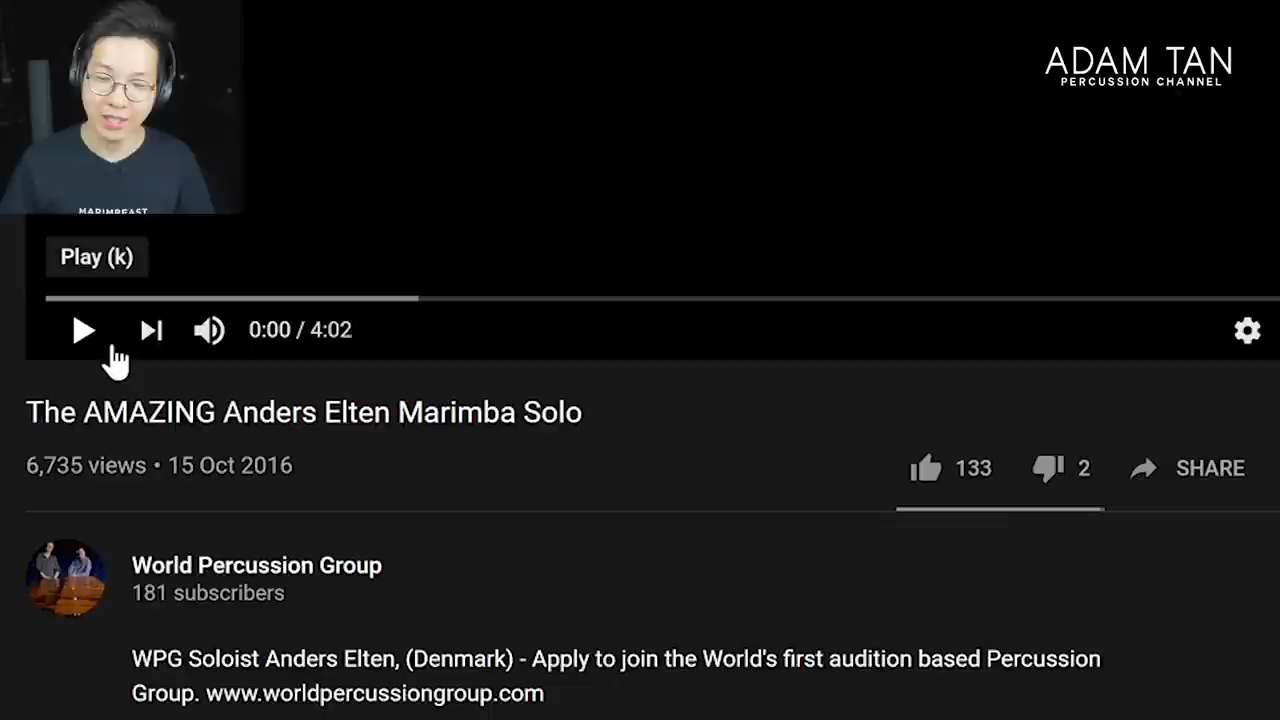 ADAM TAN
PERCUSSION CHANNEL
MARIMBEAST
Play (k)
0:00 / 4:02
The AMAZING Anders Elten Marimba Solo
6,735 views • 15 Oct 2016
133
2
SHARE
World Percussion Group
181 subscribers
WPG Soloist Anders Elten, (Denmark) - Apply to join the World's first audition based Percussion
Group. www.worldpercussiongroup.com